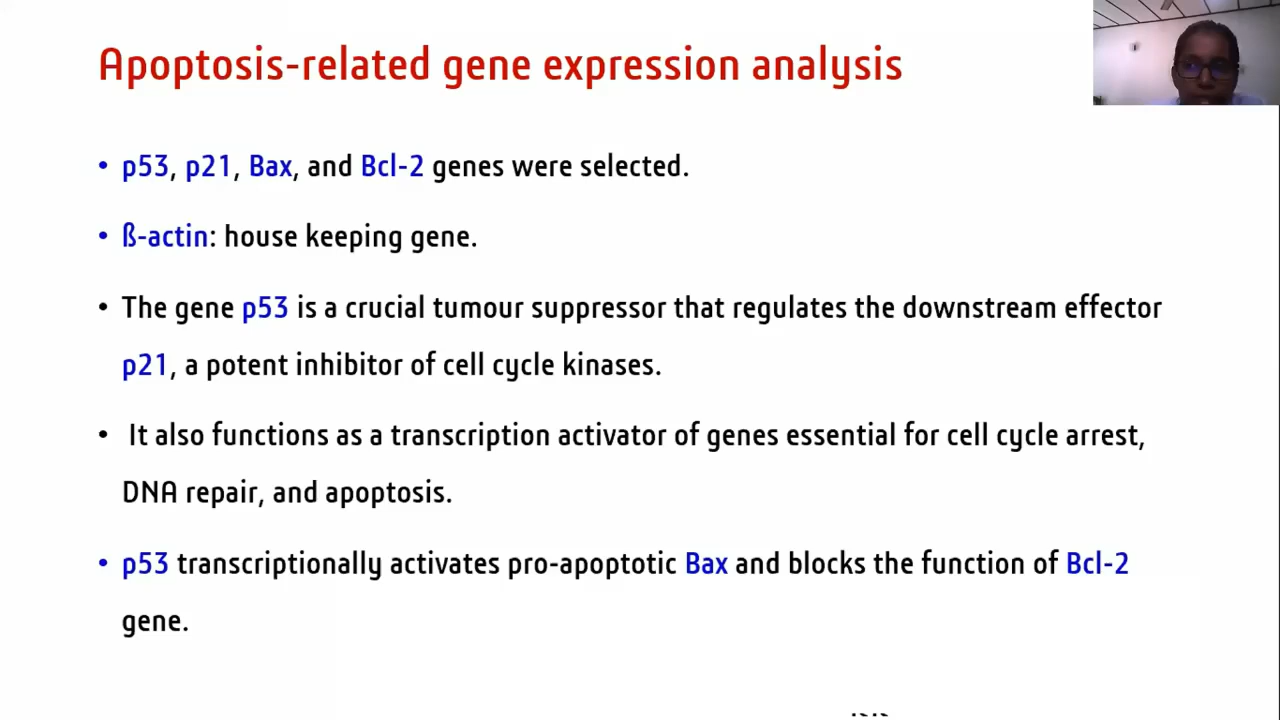 Apoptosis-related gene expression analysis
• p53, p21, Bax, and Bcl-2 genes were selected.
• ß-actin: house keeping gene.
• The gene p53 is a crucial tumour suppressor that regulates the downstream effector
p21, a potent inhibitor of cell cycle kinases.
• It also functions as a transcription activator of genes essential for cell cycle arrest,
DNA repair, and apoptosis.
• p53 transcriptionally activates pro-apoptotic Bax and blocks the function of Bcl-2
gene.